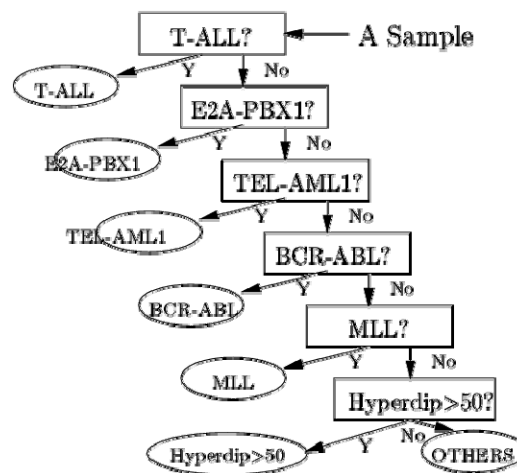 T-ALL?
A Sample
Y
No
T-ALL
E2A-PBX1?
Y
No
E2A-PBX1
TEL-AML1?
Y
No
TEL-AML1
BCR-ABL?
Y
No
BCR-ABL
MLL?
Y
No
MLL
Hyperdip>50?
Y
No
Hyperdip>50
OTHERS